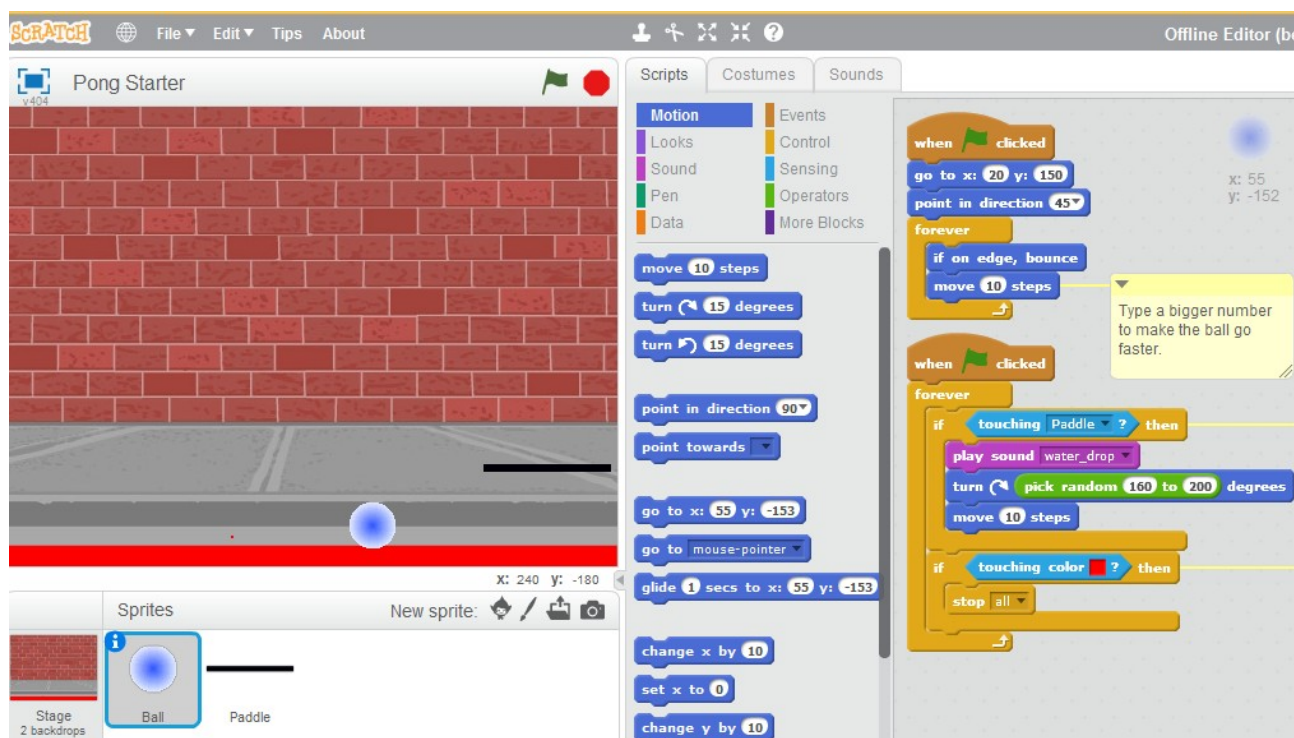 SCRATCH File Edit Tips About Offline Editor (be
v404
Pong Starter
Scripts Costumes Sounds
Motion Events
Looks Control
Sound Sensing
Pen Operators
Data More Blocks
move 10 steps
turn 15 degrees
turn 15 degrees
point in direction 90
point towards
go to x: 55 y: -153
go to mouse-pointer
glide 1 secs to x: 55 y: -153
change x by 10
set x to 0
change y by 10
when clicked
go to x: 20 y: 150
point in direction 45
forever
if on edge, bounce
move 10 steps
x: 55
y: -152
Type a bigger number
to make the ball go
faster.
when clicked
forever
if touching Paddle ? then
play sound water_drop
turn pick random 160 to 200 degrees
move 10 steps
if touching color ? then
stop all
X: 240 y: -180
Sprites New sprite:
Stage
2 backdrops
Ball
Paddle